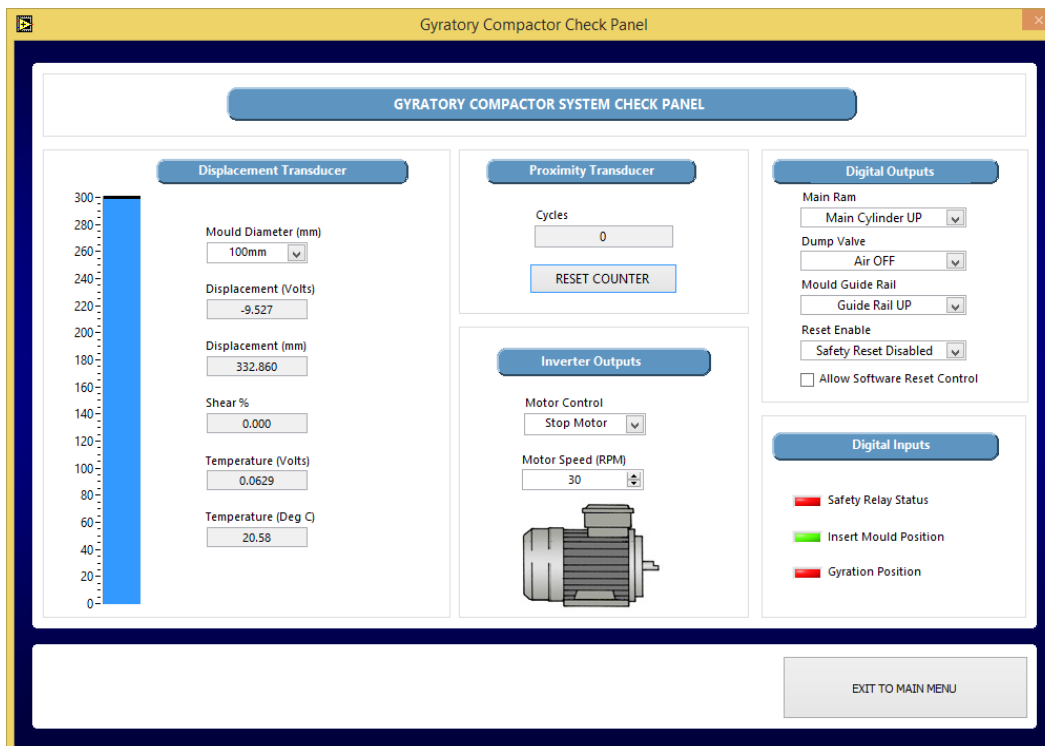 Gyratory Compactor Check Panel
GYRATORY COMPACTOR SYSTEM CHECK PANEL
Displacement Transducer
300
280
260
240
220
200
180
160
140
120
100
80
60
40
20
0
Mould Diameter (mm)
100mm
Displacement (Volts)
-9.527
Displacement (mm)
332.860
Shear %
0.000
Temperature (Volts)
0.0629
Temperature (Deg C)
20.58
Proximity Transducer
Cycles
0
RESET COUNTER
Inverter Outputs
Motor Control
Stop Motor
Motor Speed (RPM)
30
Digital Outputs
Main Ram
Main Cylinder UP
Dump Valve
Air OFF
Mould Guide Rail
Guide Rail UP
Reset Enable
Safety Reset Disabled
Allow Software Reset Control
Digital Inputs
Safety Relay Status
Insert Mould Position
Gyration Position
EXIT TO MAIN MENU